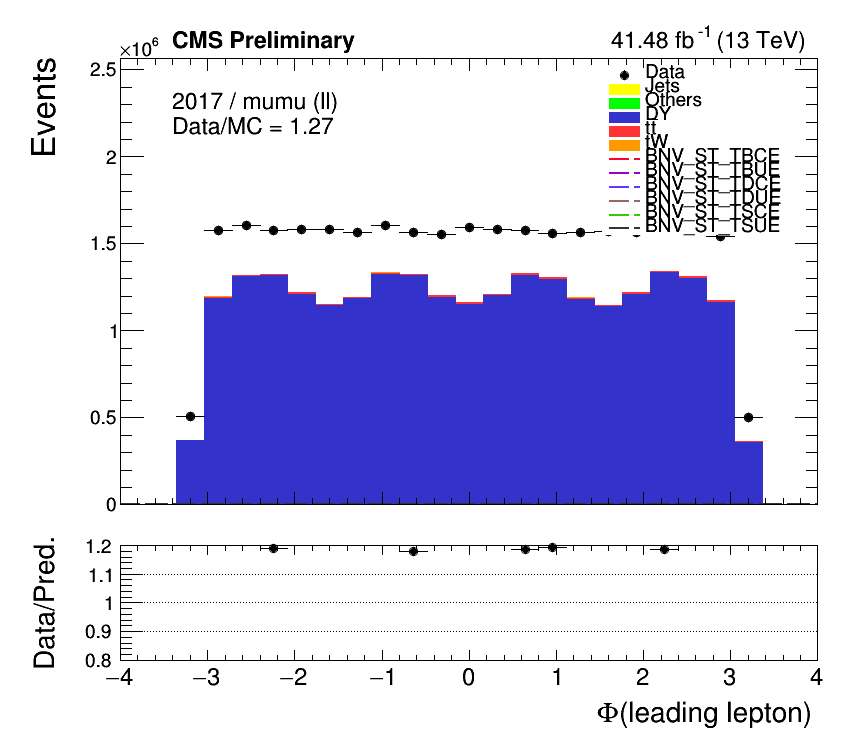 ×10⁶ CMS Preliminary 41.48 fb⁻¹ (13 TeV)
Events
2017 / mumu (ll)
Data/MC = 1.27
Data
Jets
Others
DY
tt
tW
BNV_ST_TBCE
BNV_ST_TBUE
BNV_ST_TDCE
BNV_ST_TDUE
BNV_ST_TSCE
BNV_ST_TSUE
2.5
2
1.5
1
0.5
0
Data/Pred.
1.2
1.1
1
0.9
0.8
−4 −3 −2 −1 0 1 2 3 4
Φ(leading lepton)